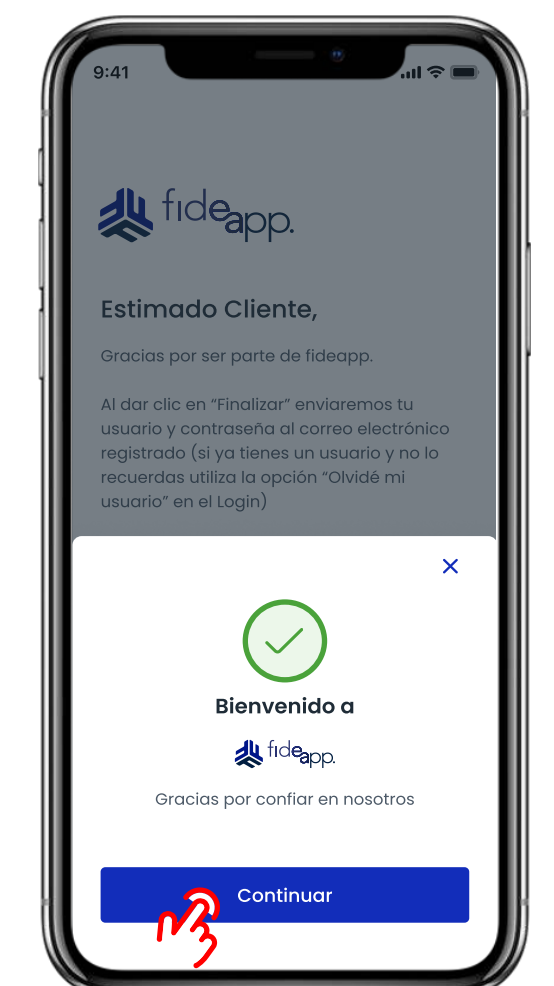 9:41
fideapp.
Estimado Cliente,
Gracias por ser parte de fideapp.
Al dar clic en “Finalizar” enviaremos tu
usuario y contraseña al correo electrónico
registrado (si ya tienes un usuario y no lo
recuerdas utiliza la opción “Olvidé mi
usuario” en el Login)
Bienvenido a
fideapp.
Gracias por confiar en nosotros
Continuar